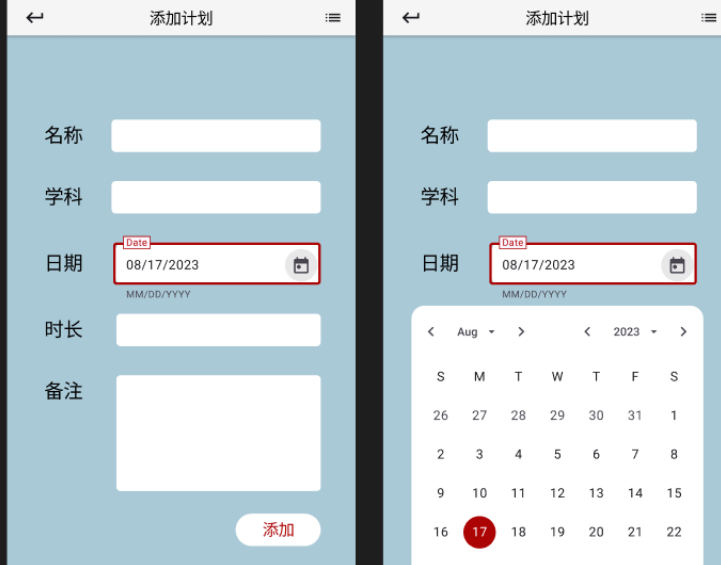 添加计划
名称
学科
Date
日期
08/17/2023
MM/DD/YYYY
时长
备注
添加
添加计划
名称
学科
Date
日期
08/17/2023
MM/DD/YYYY
Aug 2023
S M T W T F S
26 27 28 29 30 31 1
2 3 4 5 6 7 8
9 10 11 12 13 14 15
16 17 18 19 20 21 22